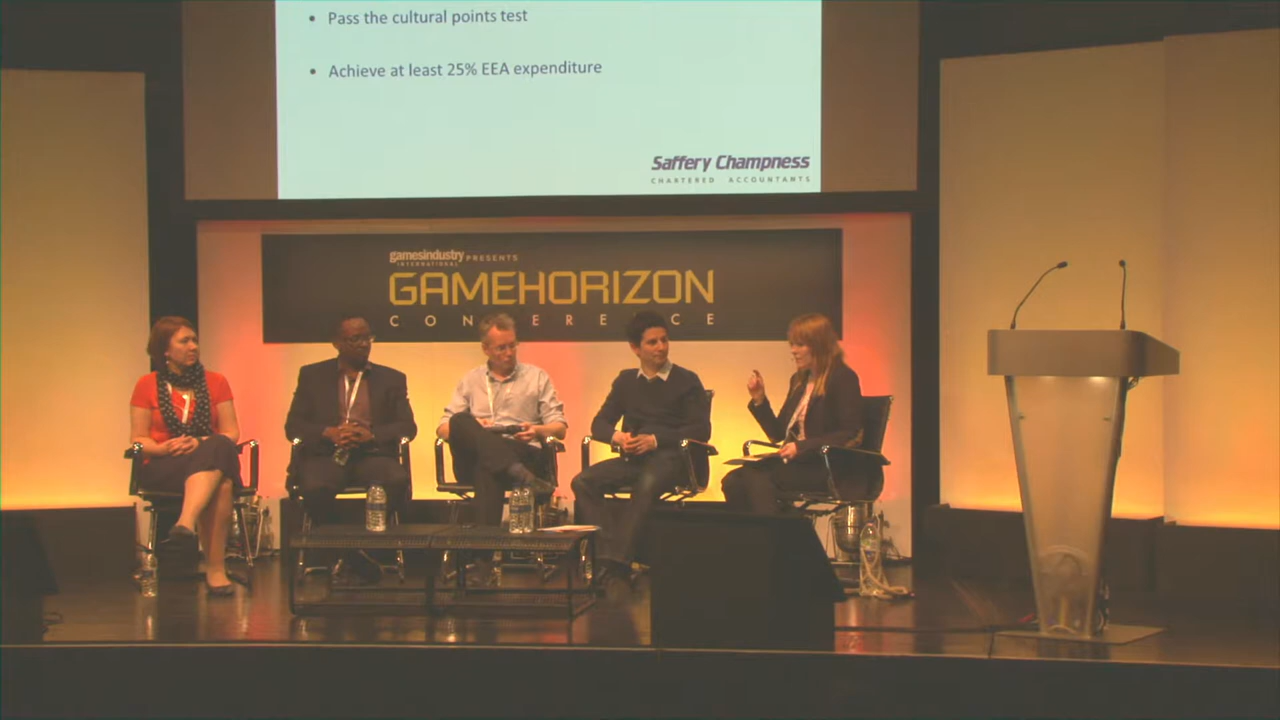 • Pass the cultural points test
• Achieve at least 25% EEA expenditure
Saffery Champness
CHARTERED ACCOUNTANTS
gamesindustry PRESENTS
INTERNATIONAL
GAMEHORIZON
CONFERENCE